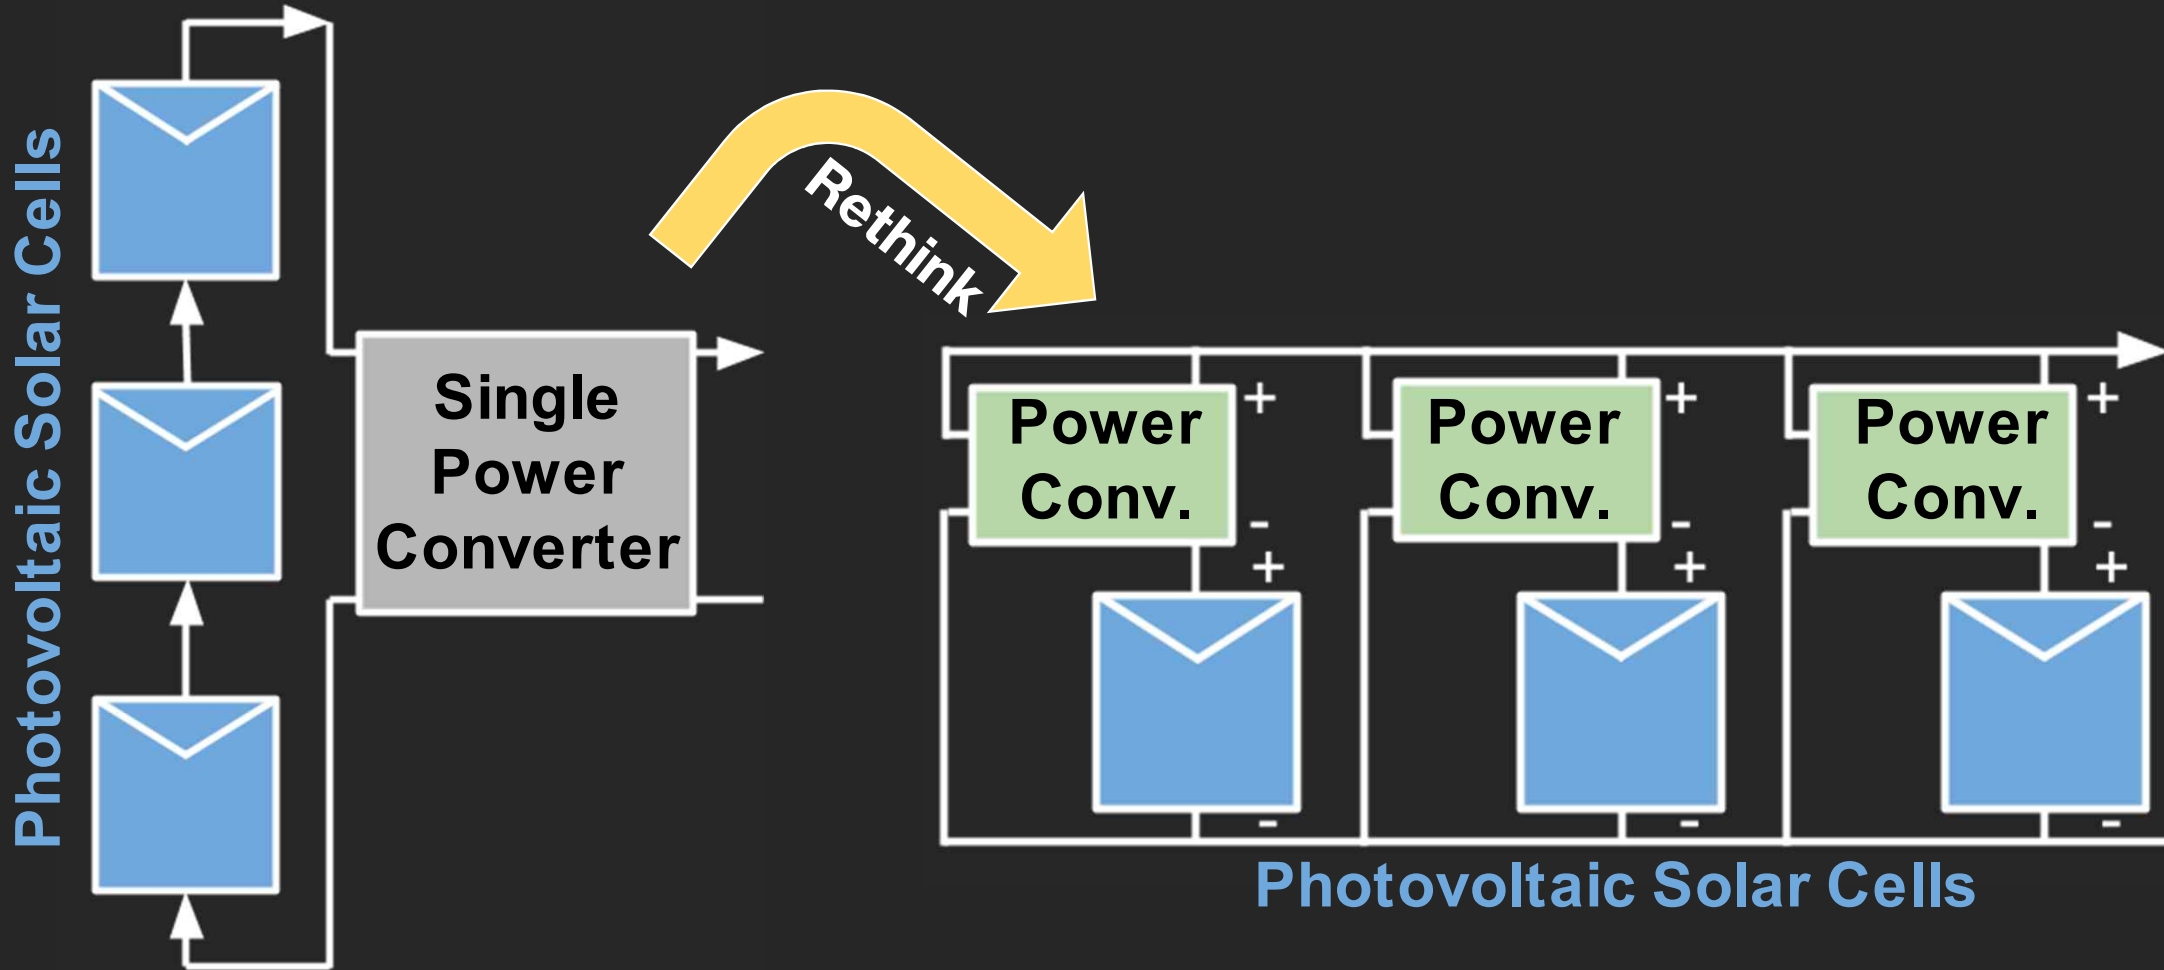 Photovoltaic Solar Cells
Single
Power
Converter
Rethink
Power
Conv.
+
-
+
-
Power
Conv.
+
-
+
-
Power
Conv.
+
-
+
-
Photovoltaic Solar Cells